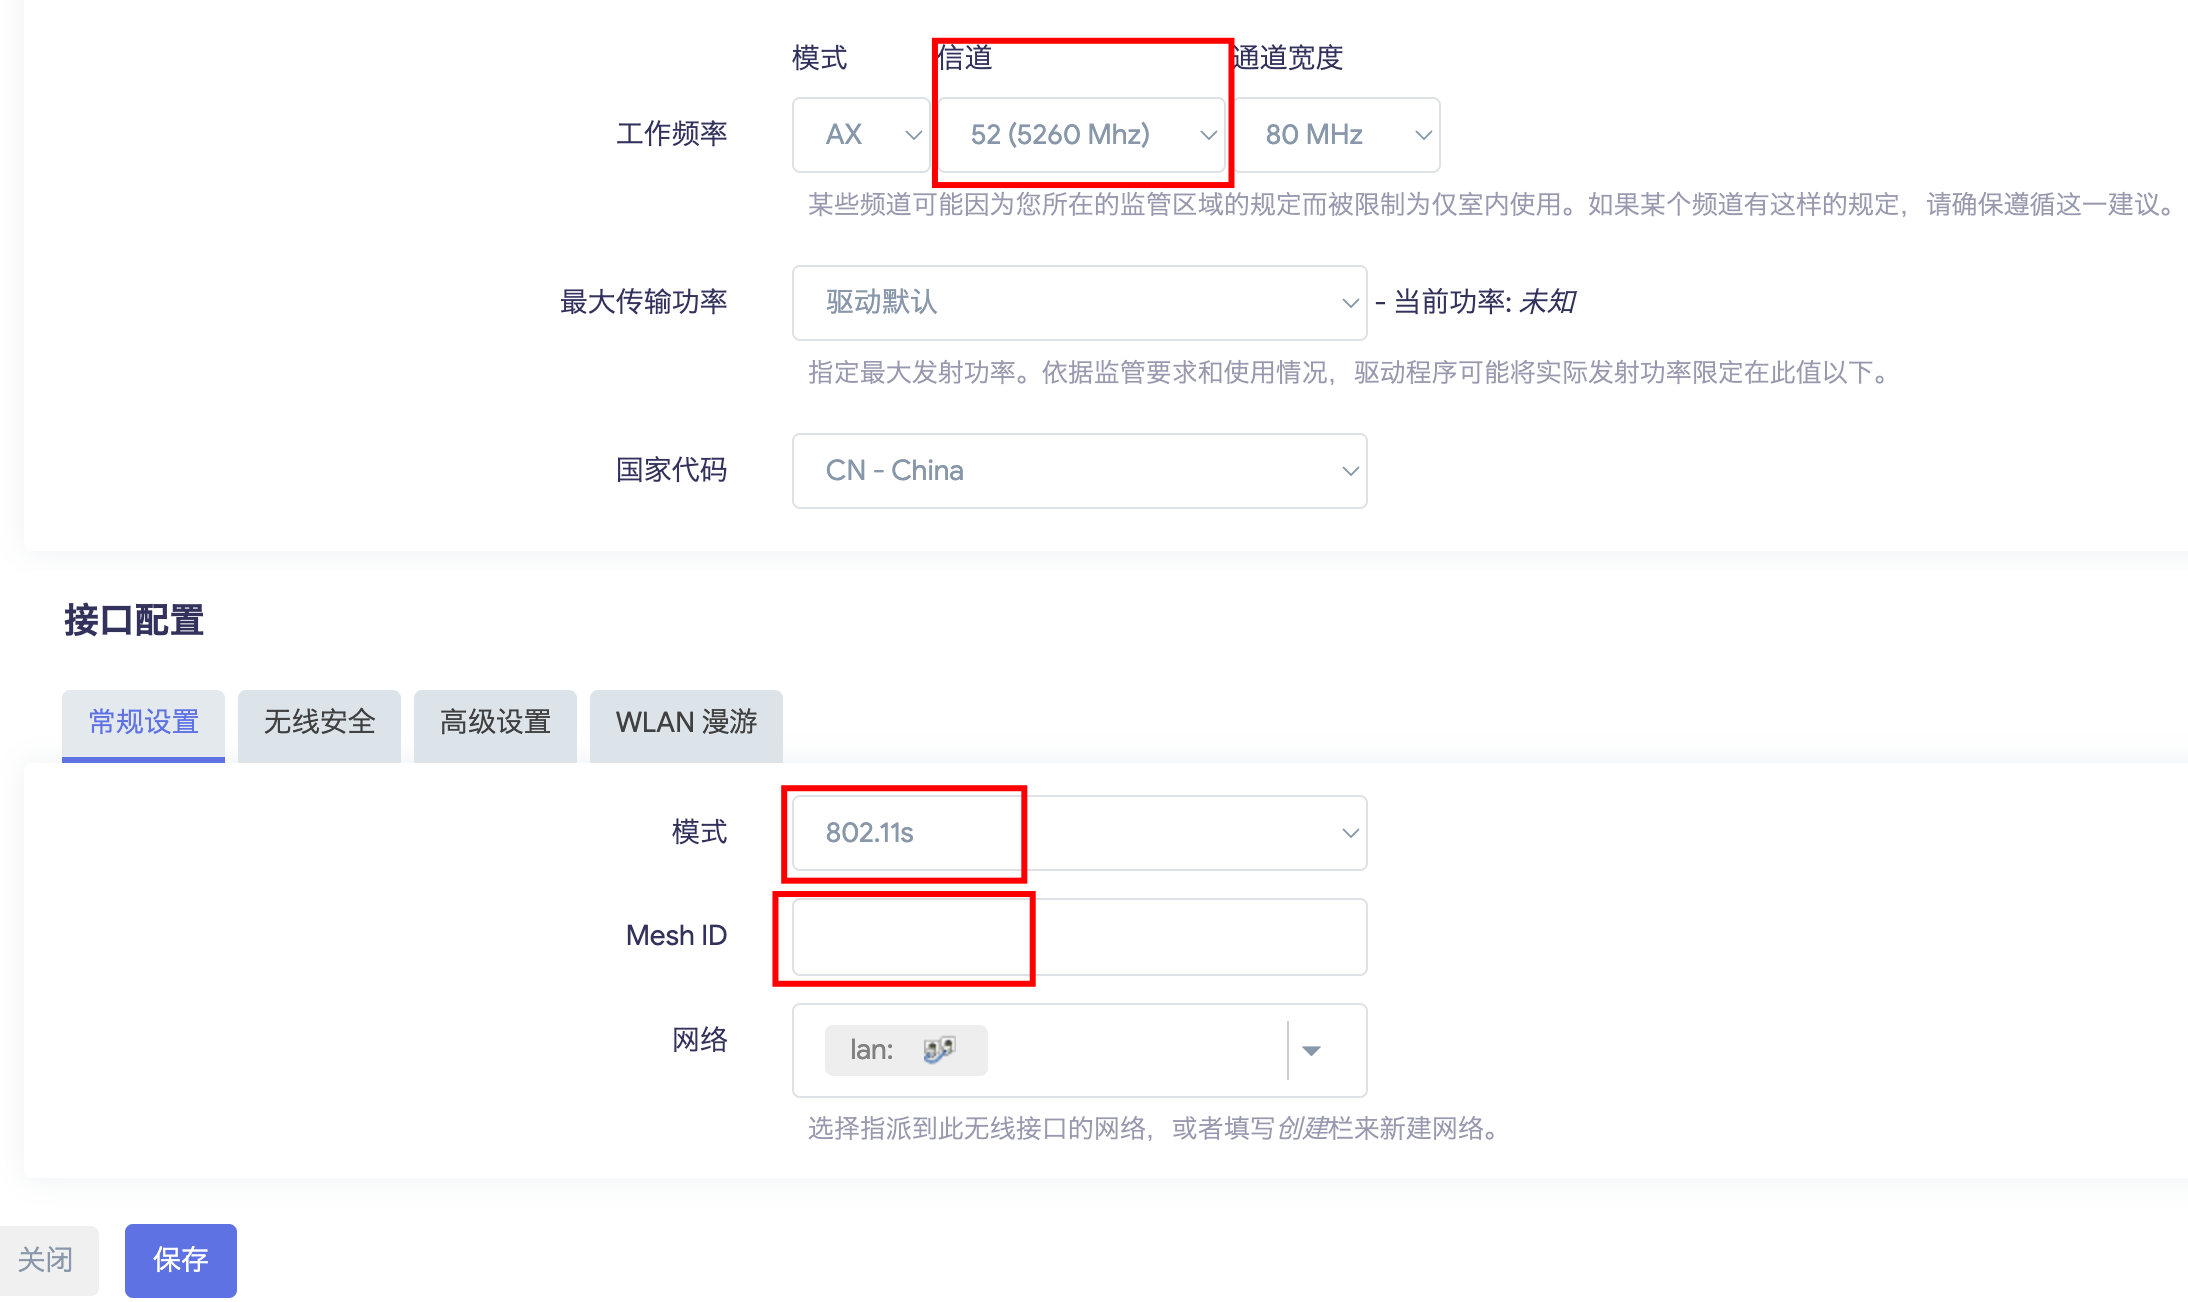 模式 信道 通道宽度
工作频率 AX 52 (5260 Mhz) 80 MHz
某些频道可能因为您所在的监管区域的规定而被限制为仅室内使用。如果某个频道有这样的规定，请确保遵循这一建议。
最大传输功率 驱动默认 - 当前功率: 未知
指定最大发射功率。依据监管要求和使用情况，驱动程序可能将实际发射功率限定在此值以下。
国家代码 CN - China
接口配置
常规设置 无线安全 高级设置 WLAN 漫游
模式 802.11s
Mesh ID
网络 lan:
选择指派到此无线接口的网络，或者填写创建栏来新建网络。
关闭 保存